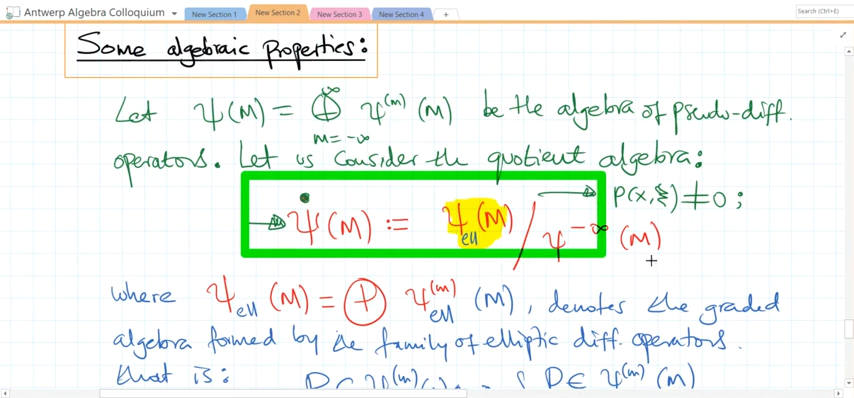 Antwerp Algebra Colloquium New Section 1 New Section 2 New Section 3 New Section 4 + Search (Ctrl+E)
Some algebraic Properties:
Let Ψ(M) = ⊕ Ψ^(m) (M) be the algebra of pseudo-diff.
m = -∞ ∞
operators. Let us consider the quotient algebra:
Ψ̇(M) := Ψ_ell (M) / Ψ^-∞ (M) P(x,ξ) ≠ 0 ;
where Ψ_ell (M) = ⊕ Ψ_ell^(m) (M), denotes the graded
algebra formed by the family of elliptic diff. operators.
that is: